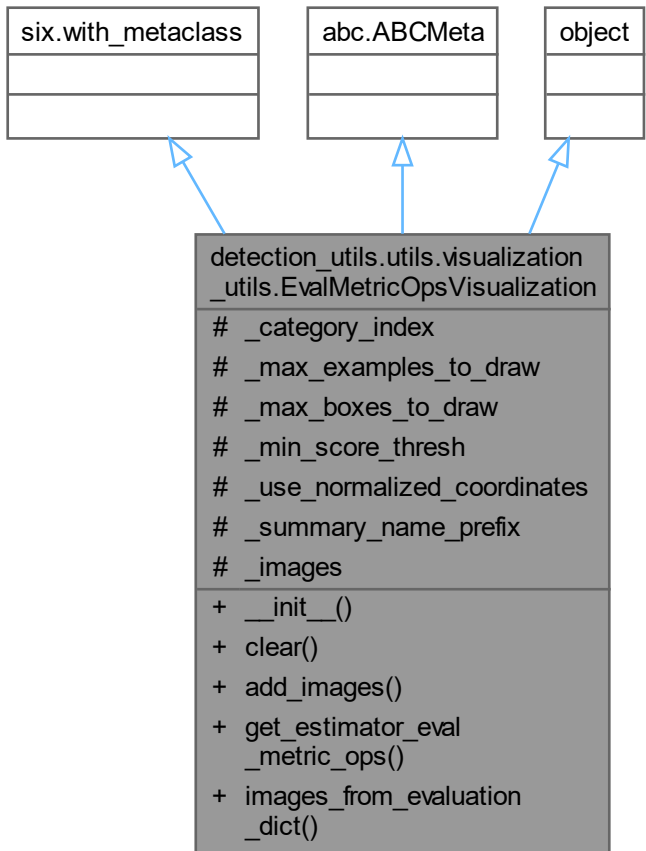 six.with_metaclass
abc.ABCMeta
object
detection_utils.utils.visualization
_utils.EvalMetricOpsVisualization
# _category_index
# _max_examples_to_draw
# _max_boxes_to_draw
# _min_score_thresh
# _use_normalized_coordinates
# _summary_name_prefix
# _images
+ __init__()
+ clear()
+ add_images()
+ get_estimator_eval
_metric_ops()
+ images_from_evaluation
_dict()